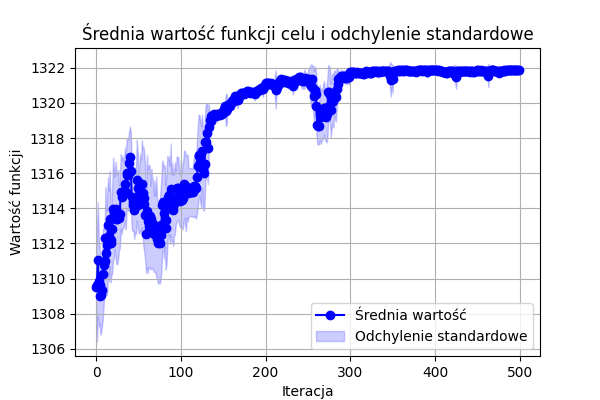 Średnia wartość funkcji celu i odchylenie standardowe
Wartość funkcji
1322
1320
1318
1316
1314
1312
1310
1308
1306
0 100 200 300 400 500
Iteracja
Średnia wartość
Odchylenie standardowe